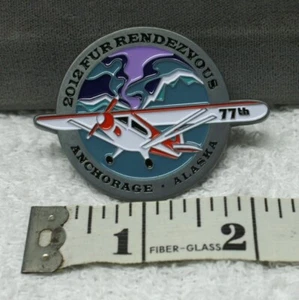 2012 FUR RENDEZVOUS
77th
ANCHORAGE • ALASKA
1 FIBER-GLASS 2